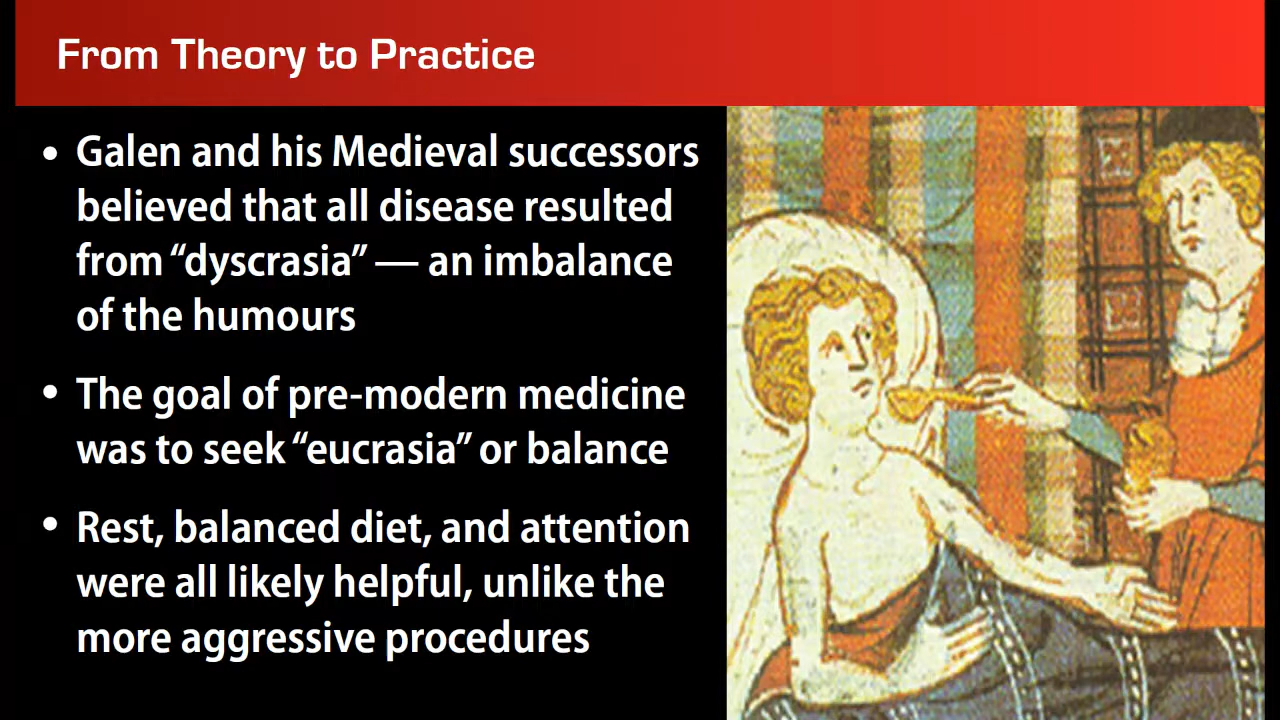 From Theory to Practice
• Galen and his Medieval successors
believed that all disease resulted
from “dyscrasia” — an imbalance
of the humours
• The goal of pre-modern medicine
was to seek “eucrasia” or balance
• Rest, balanced diet, and attention
were all likely helpful, unlike the
more aggressive procedures